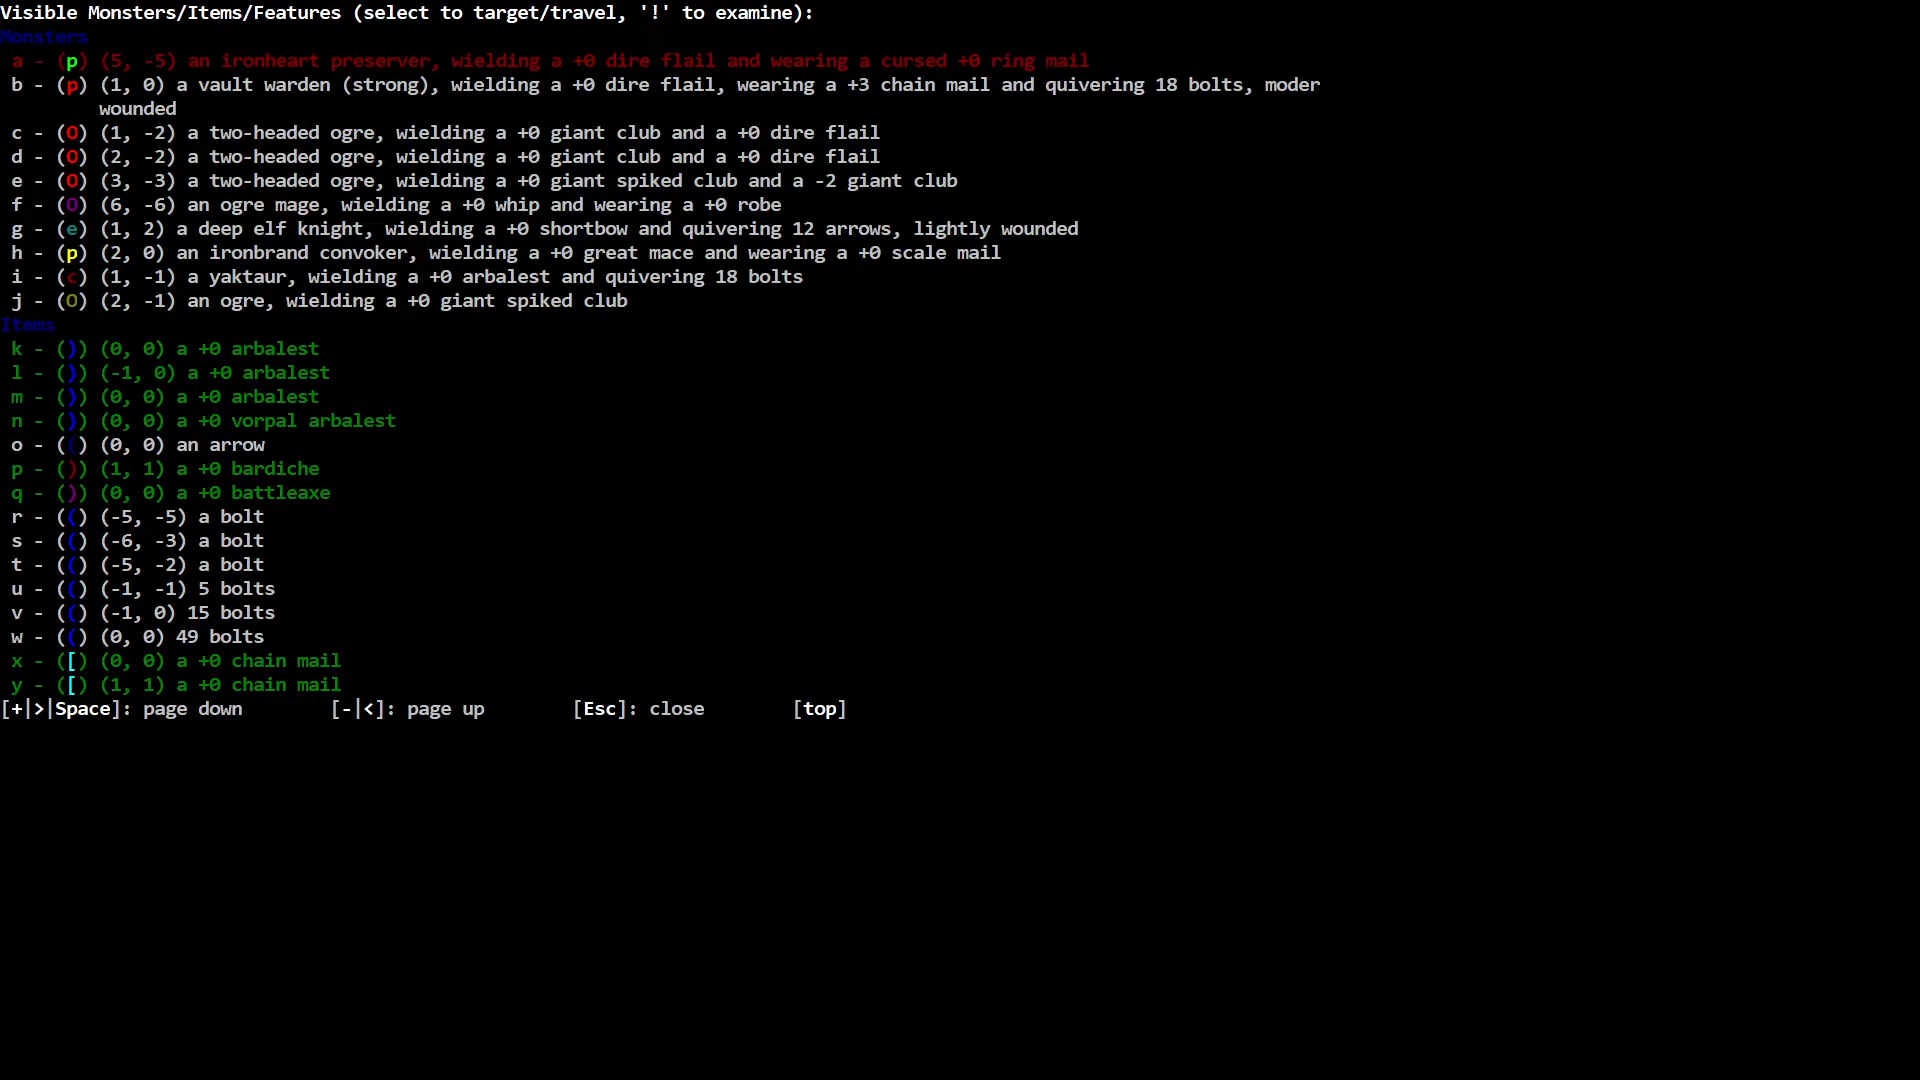 Visible Monsters/Items/Features (select to target/travel, '!' to examine):
Monsters
a - (p) (5, -5) an ironheart preserver, wielding a +0 dire flail and wearing a cursed +0 ring mail
b - (p) (1, 0) a vault warden (strong), wielding a +0 dire flail, wearing a +3 chain mail and quivering 18 bolts, moder
wounded
c - (O) (1, -2) a two-headed ogre, wielding a +0 giant club and a +0 dire flail
d - (O) (2, -2) a two-headed ogre, wielding a +0 giant club and a +0 dire flail
e - (O) (3, -3) a two-headed ogre, wielding a +0 giant spiked club and a -2 giant club
f - (O) (6, -6) an ogre mage, wielding a +0 whip and wearing a +0 robe
g - (e) (1, 2) a deep elf knight, wielding a +0 shortbow and quivering 12 arrows, lightly wounded
h - (p) (2, 0) an ironbrand convoker, wielding a +0 great mace and wearing a +0 scale mail
i - (c) (1, -1) a yaktaur, wielding a +0 arbalest and quivering 18 bolts
j - (O) (2, -1) an ogre, wielding a +0 giant spiked club
Items
k - ()) (0, 0) a +0 arbalest
l - ()) (-1, 0) a +0 arbalest
m - ()) (0, 0) a +0 arbalest
n - ()) (0, 0) a +0 vorpal arbalest
o - (() (0, 0) an arrow
p - ()) (1, 1) a +0 bardiche
q - ()) (0, 0) a +0 battleaxe
r - (() (-5, -5) a bolt
s - (() (-6, -3) a bolt
t - (() (-5, -2) a bolt
u - (() (-1, -1) 5 bolts
v - (() (-1, 0) 15 bolts
w - (() (0, 0) 49 bolts
x - ([) (0, 0) a +0 chain mail
y - ([) (1, 1) a +0 chain mail
[+|>|Space]: page down [-|<]: page up [Esc]: close [top]